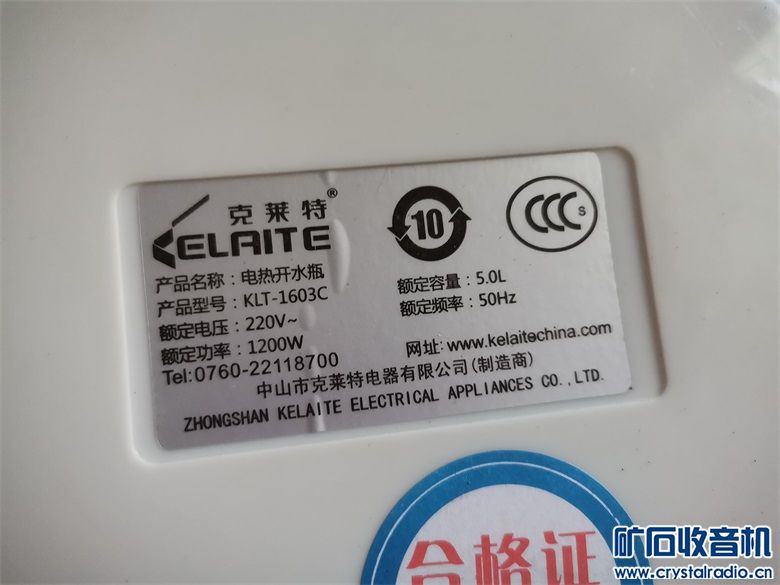 克莱特®
KELAITE
10
CCC S
产品名称：电热开水瓶
产品型号：KLT-1603C
额定容量：5.0L
额定电压：220V~
额定频率：50Hz
额定功率：1200W
网址：www.kelaitechina.com
Tel:0760-22118700
中山市克莱特电器有限公司(制造商)
ZHONGSHAN KELAITE ELECTRICAL APPLIANCES CO.,LTD.
合格证
矿石收音机
www.crystalradio.cn